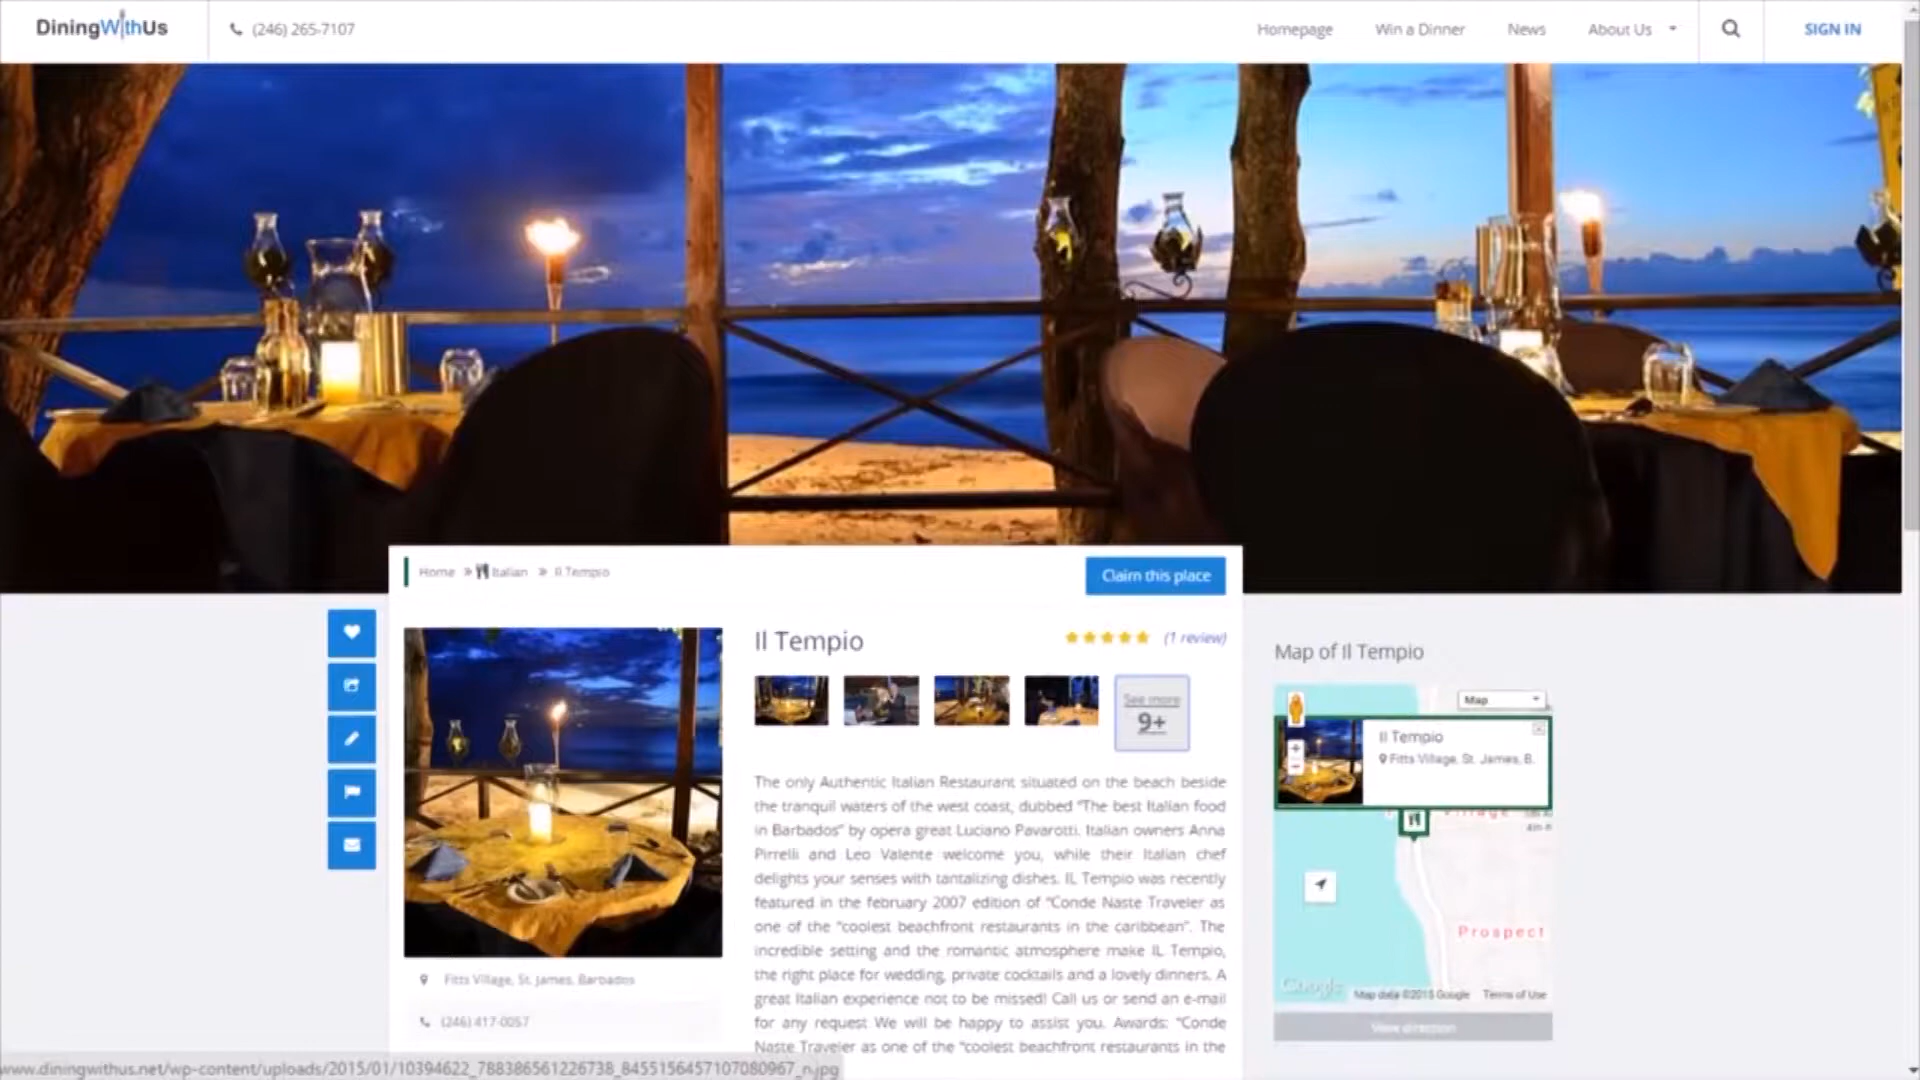 DiningWithUs
(246) 265-7107
Homepage
Win a Dinner
News
About Us
SIGN IN
Home » Italian » Il Tempio
Claim this place
Il Tempio
(1 review)
See more
9+
The only Authentic Italian Restaurant situated on the beach beside
the tranquil waters of the west coast, dubbed "The best Italian food
in Barbados" by opera great Luciano Pavarotti. Italian owners Anna
Pirrelli and Leo Valente welcome you, while their Italian chef
delights your senses with tantalizing dishes. IL Tempio was recently
featured in the february 2007 edition of "Conde Naste Traveler as
one of the "coolest beachfront restaurants in the caribbean". The
incredible setting and the romantic atmosphere make IL Tempio,
the right place for wedding, private cocktails and a lovely dinners. A
great Italian experience not to be missed! Call us or send an e-mail
for any request We will be happy to assist you. Awards: "Conde
Naste Traveler as one of the "coolest beachfront restaurants in the
Fitts Village, St. James, Barbados
(246) 417-0057
Map of Il Tempio
Map
Il Tempio
Fitts Village, St. James, B.
Village
Prospect
Google
Map data ©2015 Google
Terms of Use
View direction
www.diningwithus.net/wp-content/uploads/2015/01/10394622_788386561226738_8455156457107080967_n.jpg